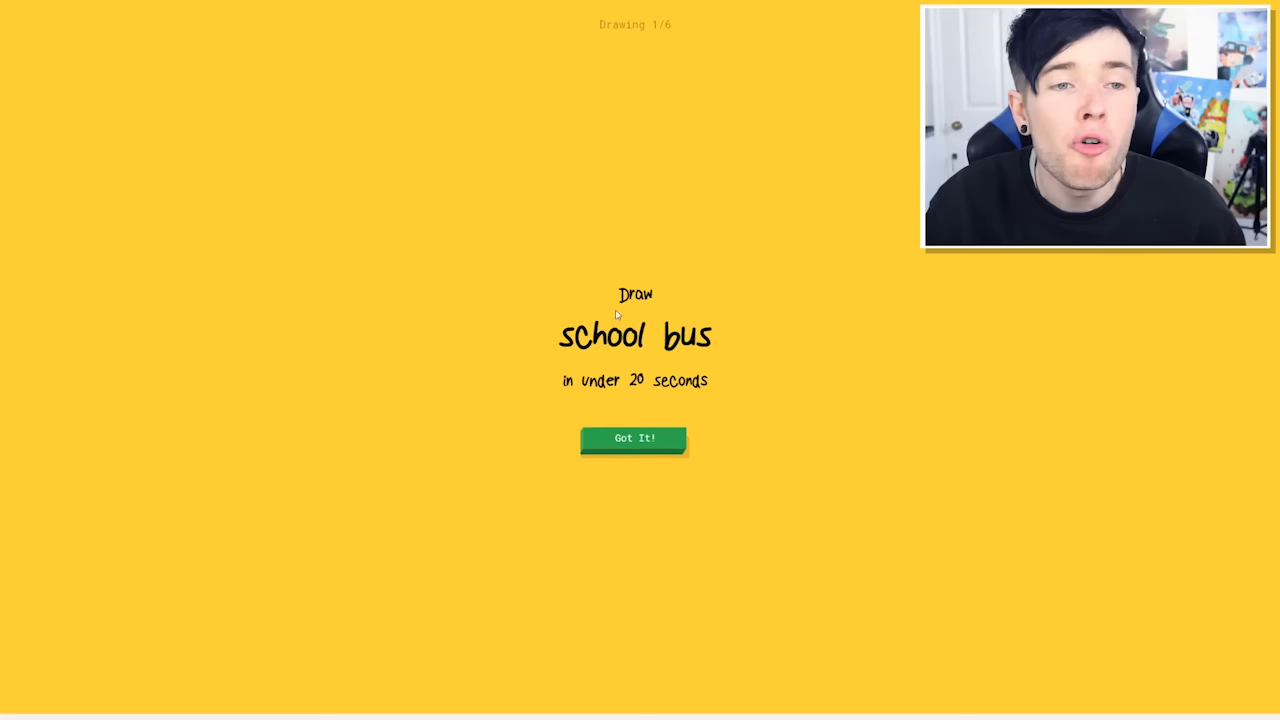 Drawing 1/6
Draw
school bus
in under 20 seconds
Got It!